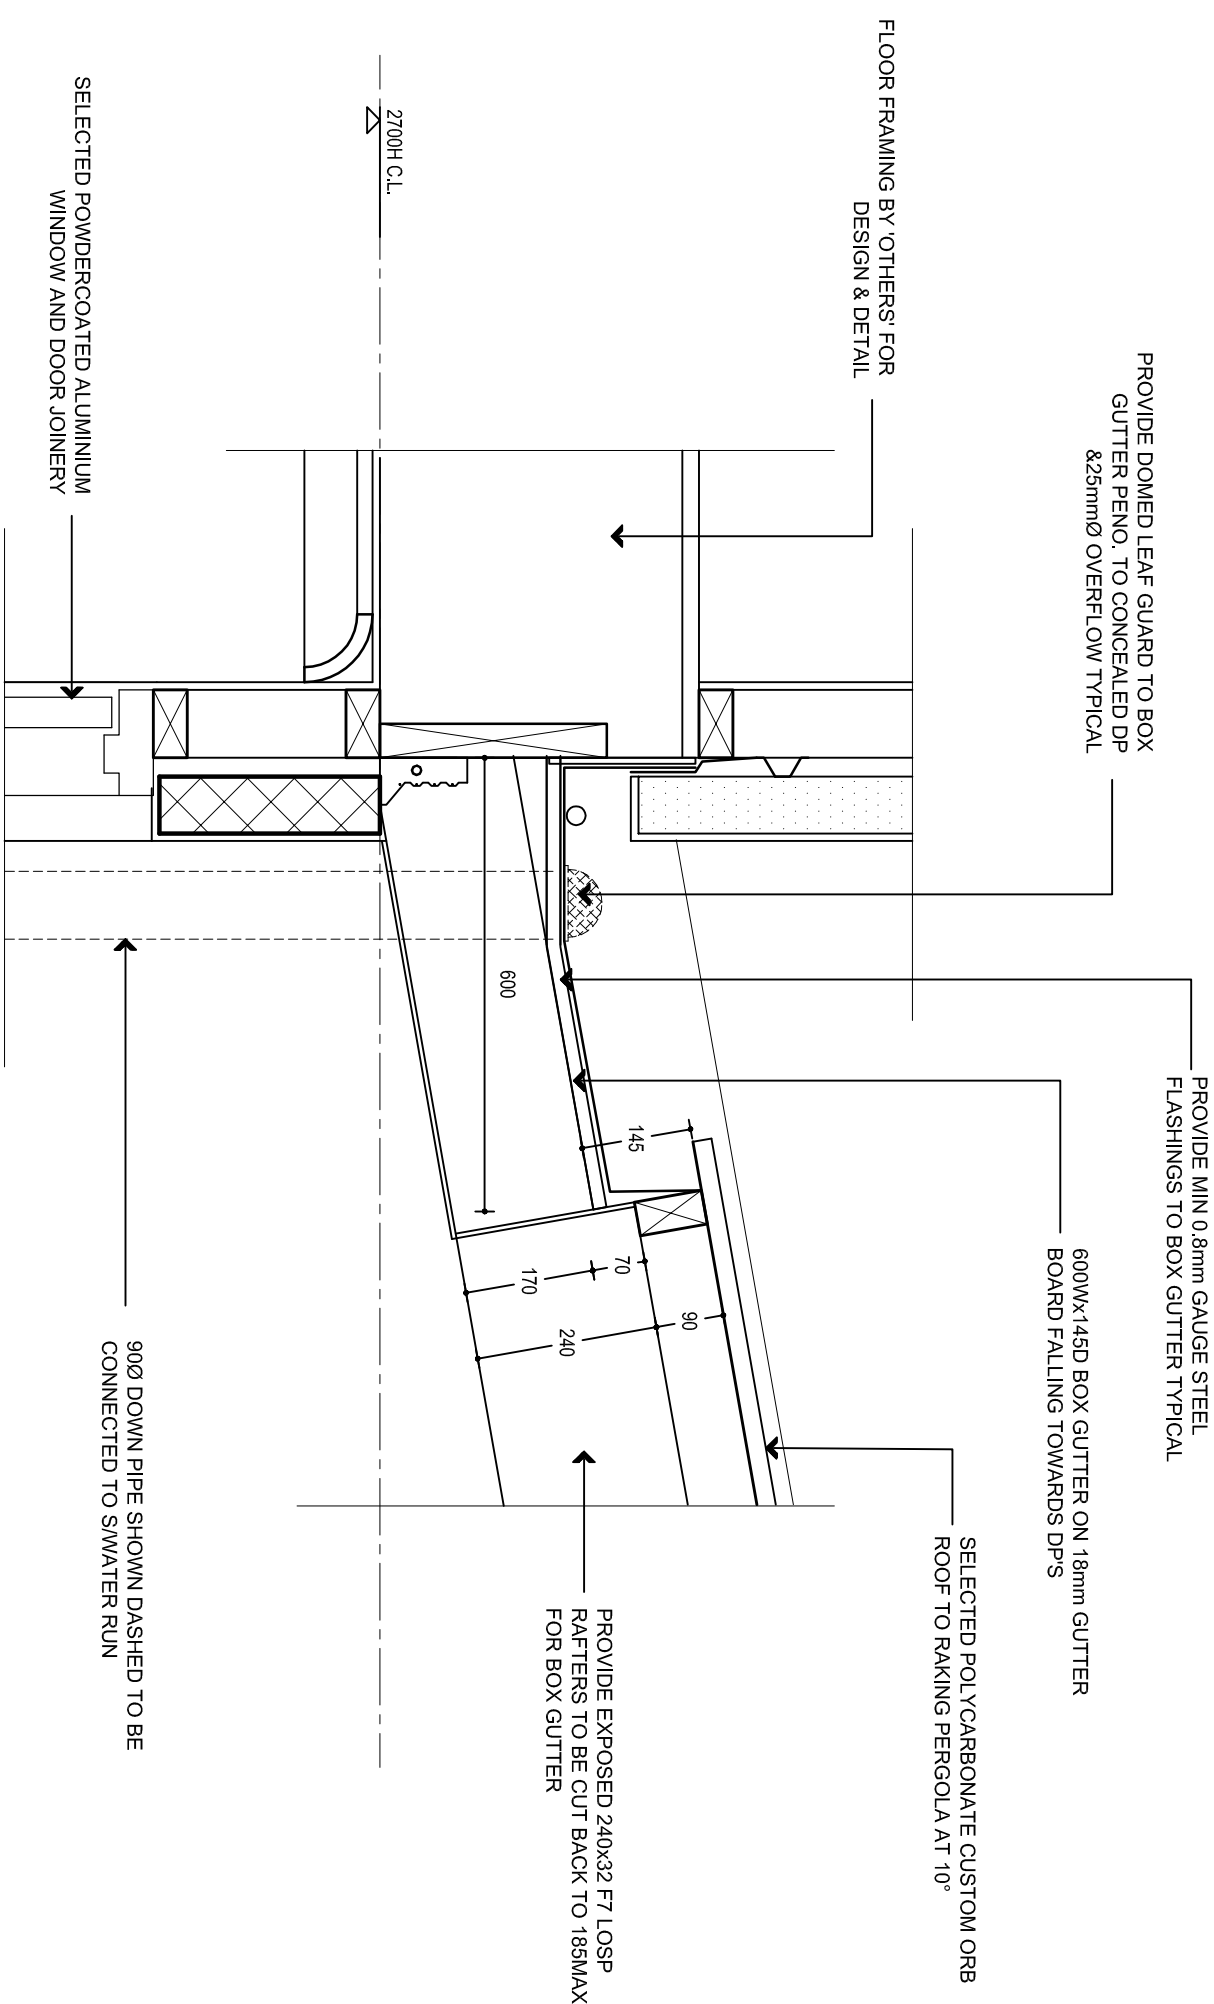 PROVIDE MIN 0.8mm GAUGE STEEL
FLASHINGS TO BOX GUTTER TYPICAL
PROVIDE DOMED LEAF GUARD TO BOX
GUTTER PENO. TO CONCEALED DP
&25mmØ OVERFLOW TYPICAL
600Wx145D BOX GUTTER ON 18mm GUTTER
BOARD FALLING TOWARDS DP'S
SELECTED POLYCARBONATE CUSTOM ORB
ROOF TO RAKING PERGOLA AT 10°
FLOOR FRAMING BY 'OTHERS' FOR
DESIGN & DETAIL
145
90
70
PROVIDE EXPOSED 240x32 F7 LOSP
RAFTERS TO BE CUT BACK TO 185MAX
FOR BOX GUTTER
240
170
600
2700H C.L.
90Ø DOWN PIPE SHOWN DASHED TO BE
CONNECTED TO S/WATER RUN
SELECTED POWDERCOATED ALUMINIUM
WINDOW AND DOOR JOINERY